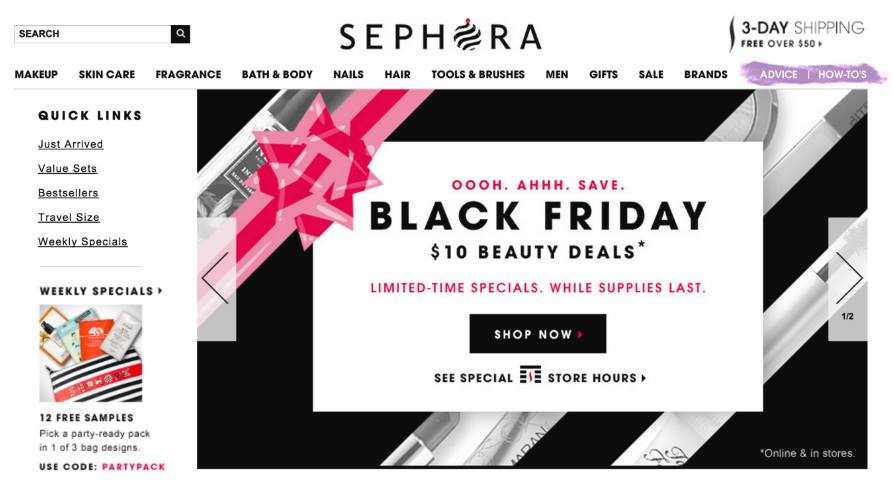 SEARCH
SEPHORA
3-DAY SHIPPING
FREE OVER $50
MAKEUP SKIN CARE FRAGRANCE BATH & BODY NAILS HAIR TOOLS & BRUSHES MEN GIFTS SALE BRANDS ADVICE | HOW-TO'S
QUICK LINKS
Just Arrived
Value Sets
Bestsellers
Travel Size
Weekly Specials
WEEKLY SPECIALS
12 FREE SAMPLES
Pick a party-ready pack
in 1 of 3 bag designs.
USE CODE: PARTYPACK
OOOH. AHHH. SAVE.
BLACK FRIDAY
$10 BEAUTY DEALS*
LIMITED-TIME SPECIALS. WHILE SUPPLIES LAST.
SHOP NOW
SEE SPECIAL STORE HOURS
1/2
*Online & in stores.